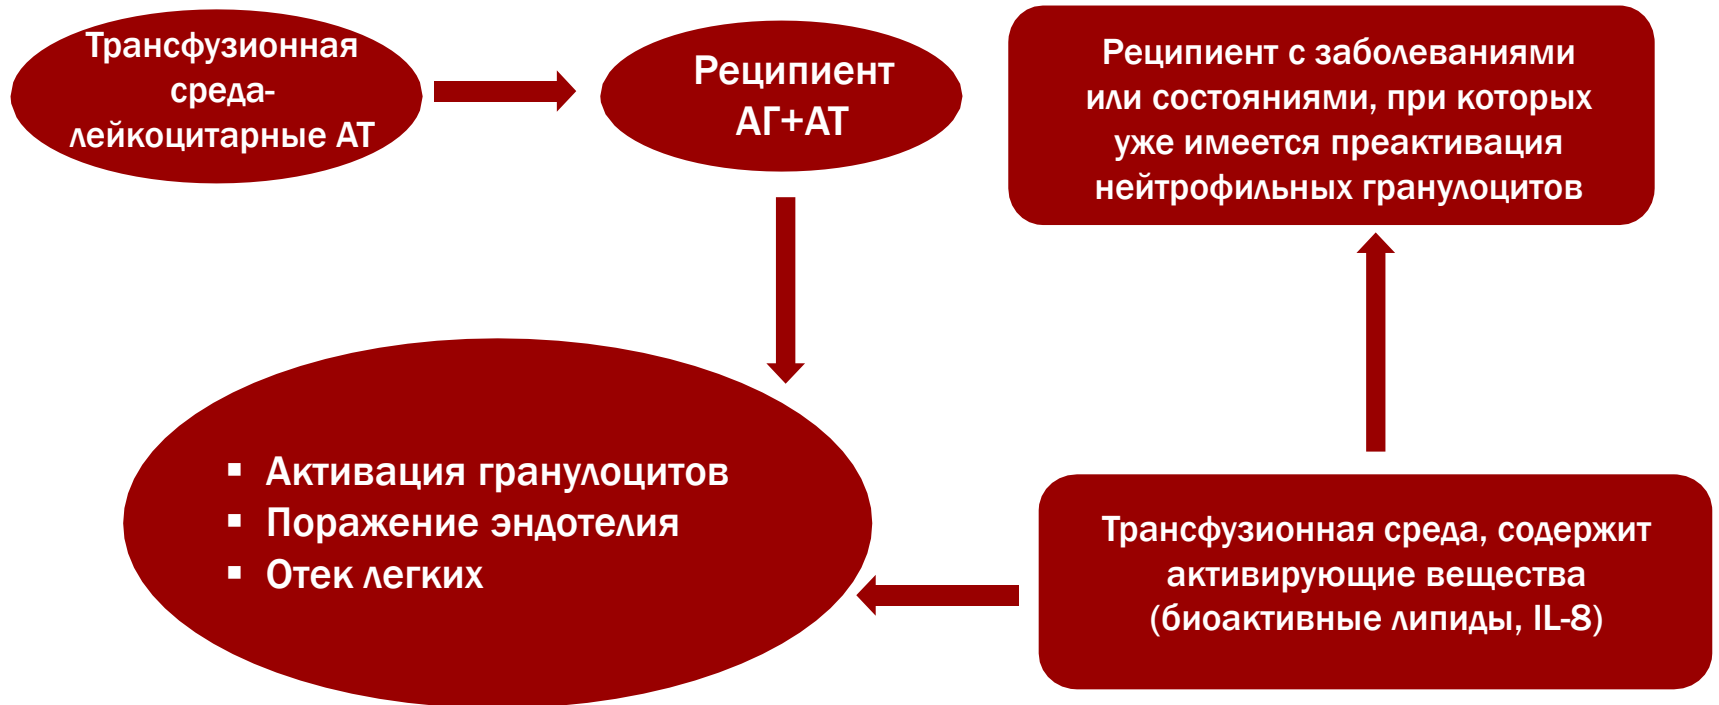 Трансфузионная
среда-
лейкоцитарные АТ
Реципиент
АГ+АТ
Реципиент с заболеваниями
или состояниями, при которых
уже имеется преактивация
нейтрофильных гранулоцитов
▪ Активация гранулоцитов
▪ Поражение эндотелия
▪ Отек легких
Трансфузионная среда, содержит
активирующие вещества
(биоактивные липиды, IL-8)